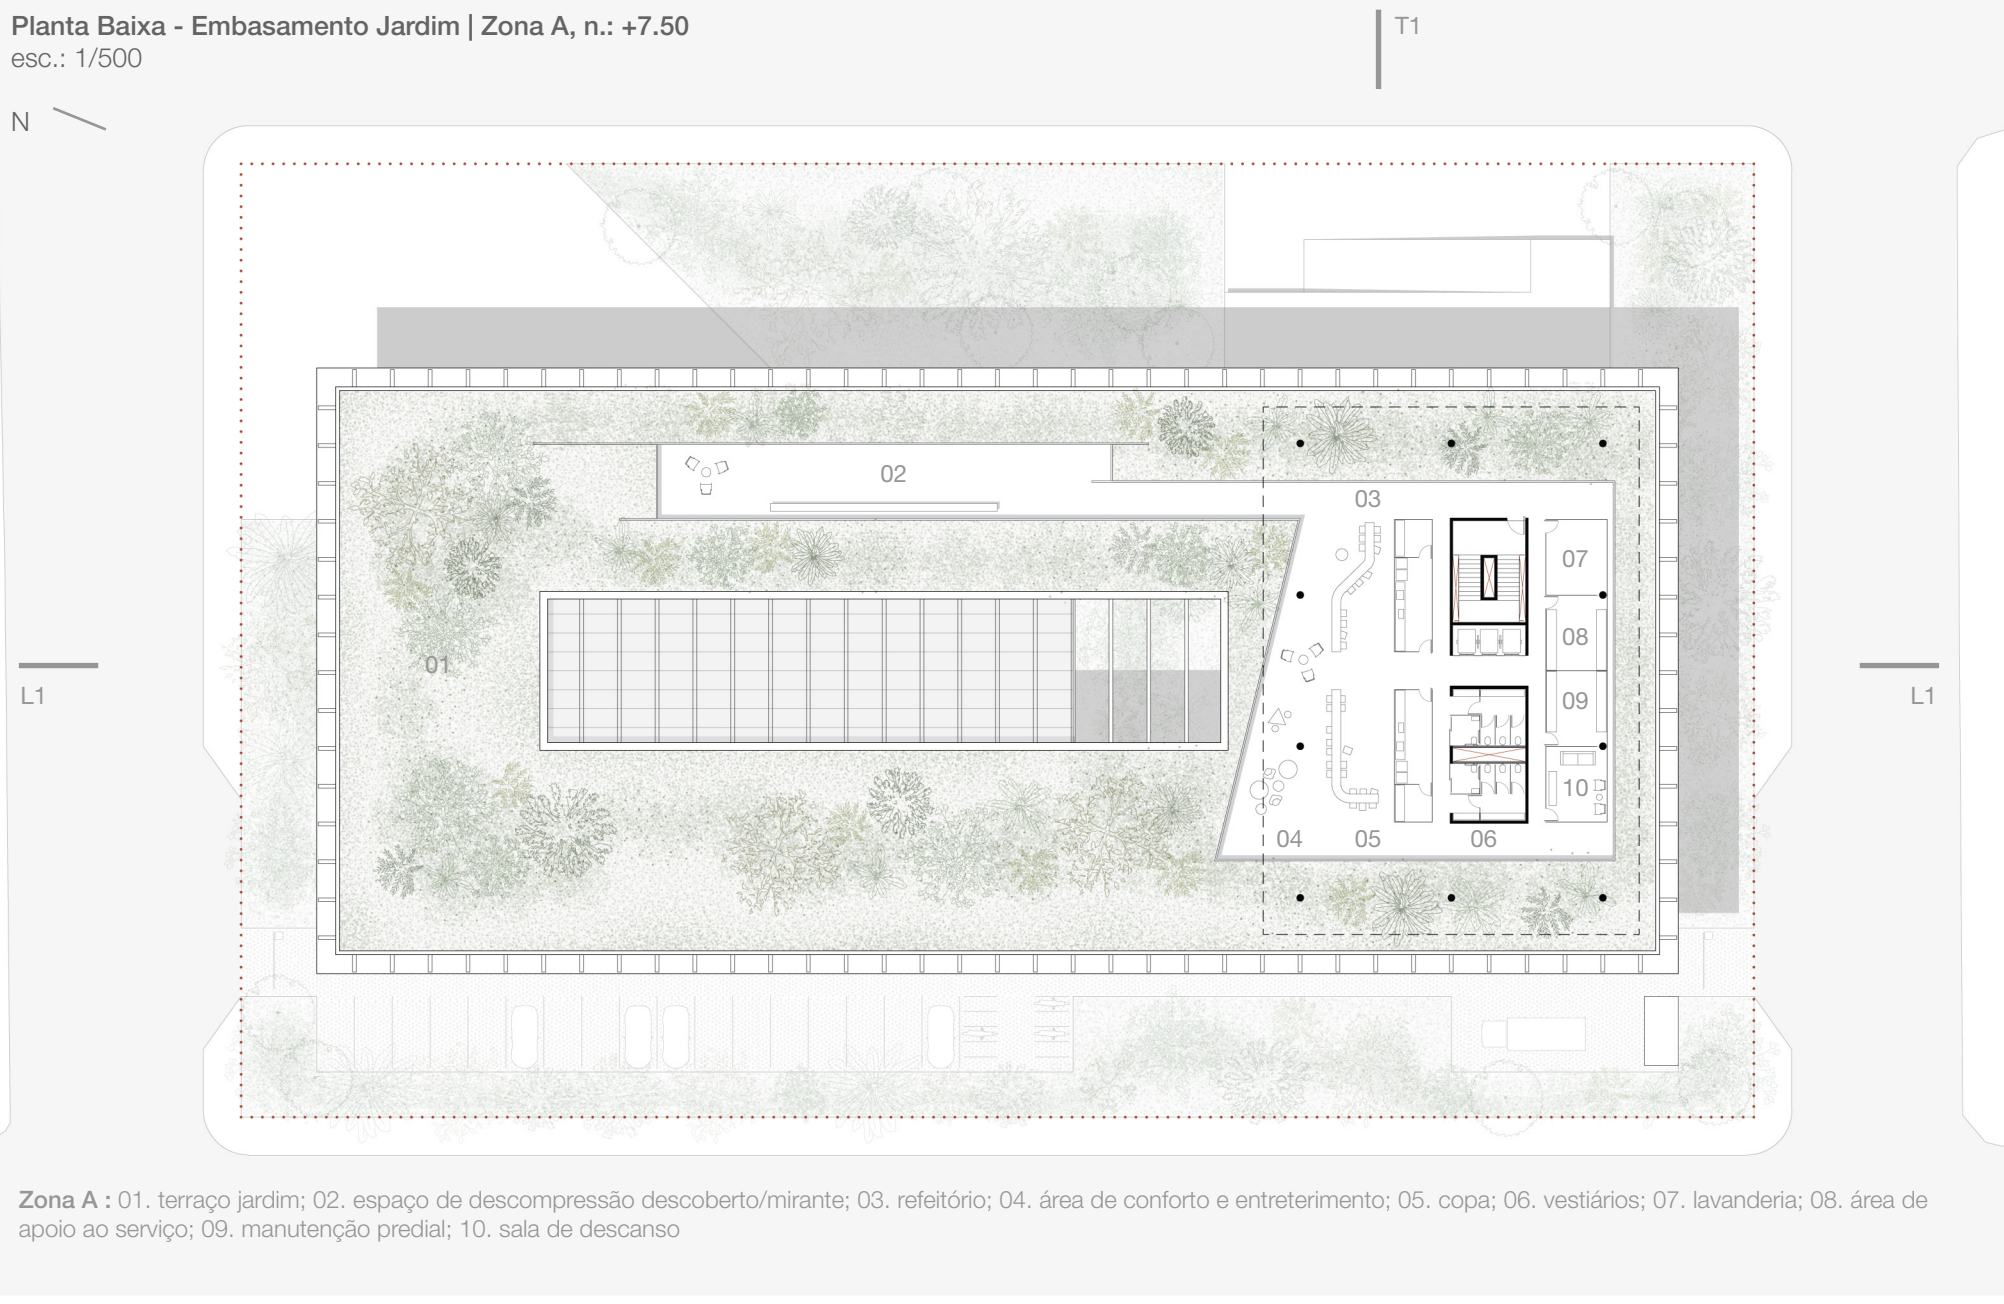 Planta Baixa - Embasamento Jardim | Zona A, n.: +7.50
esc.: 1/500
T1
N
02
03
07
08
01
09
L1
L1
10
04
05
06
Zona A : 01. terraço jardim; 02. espaço de descompressão descoberto/mirante; 03. refeitório; 04. área de conforto e entreterimento; 05. copa; 06. vestiários; 07. lavanderia; 08. área de
apoio ao serviço; 09. manutenção predial; 10. sala de descanso